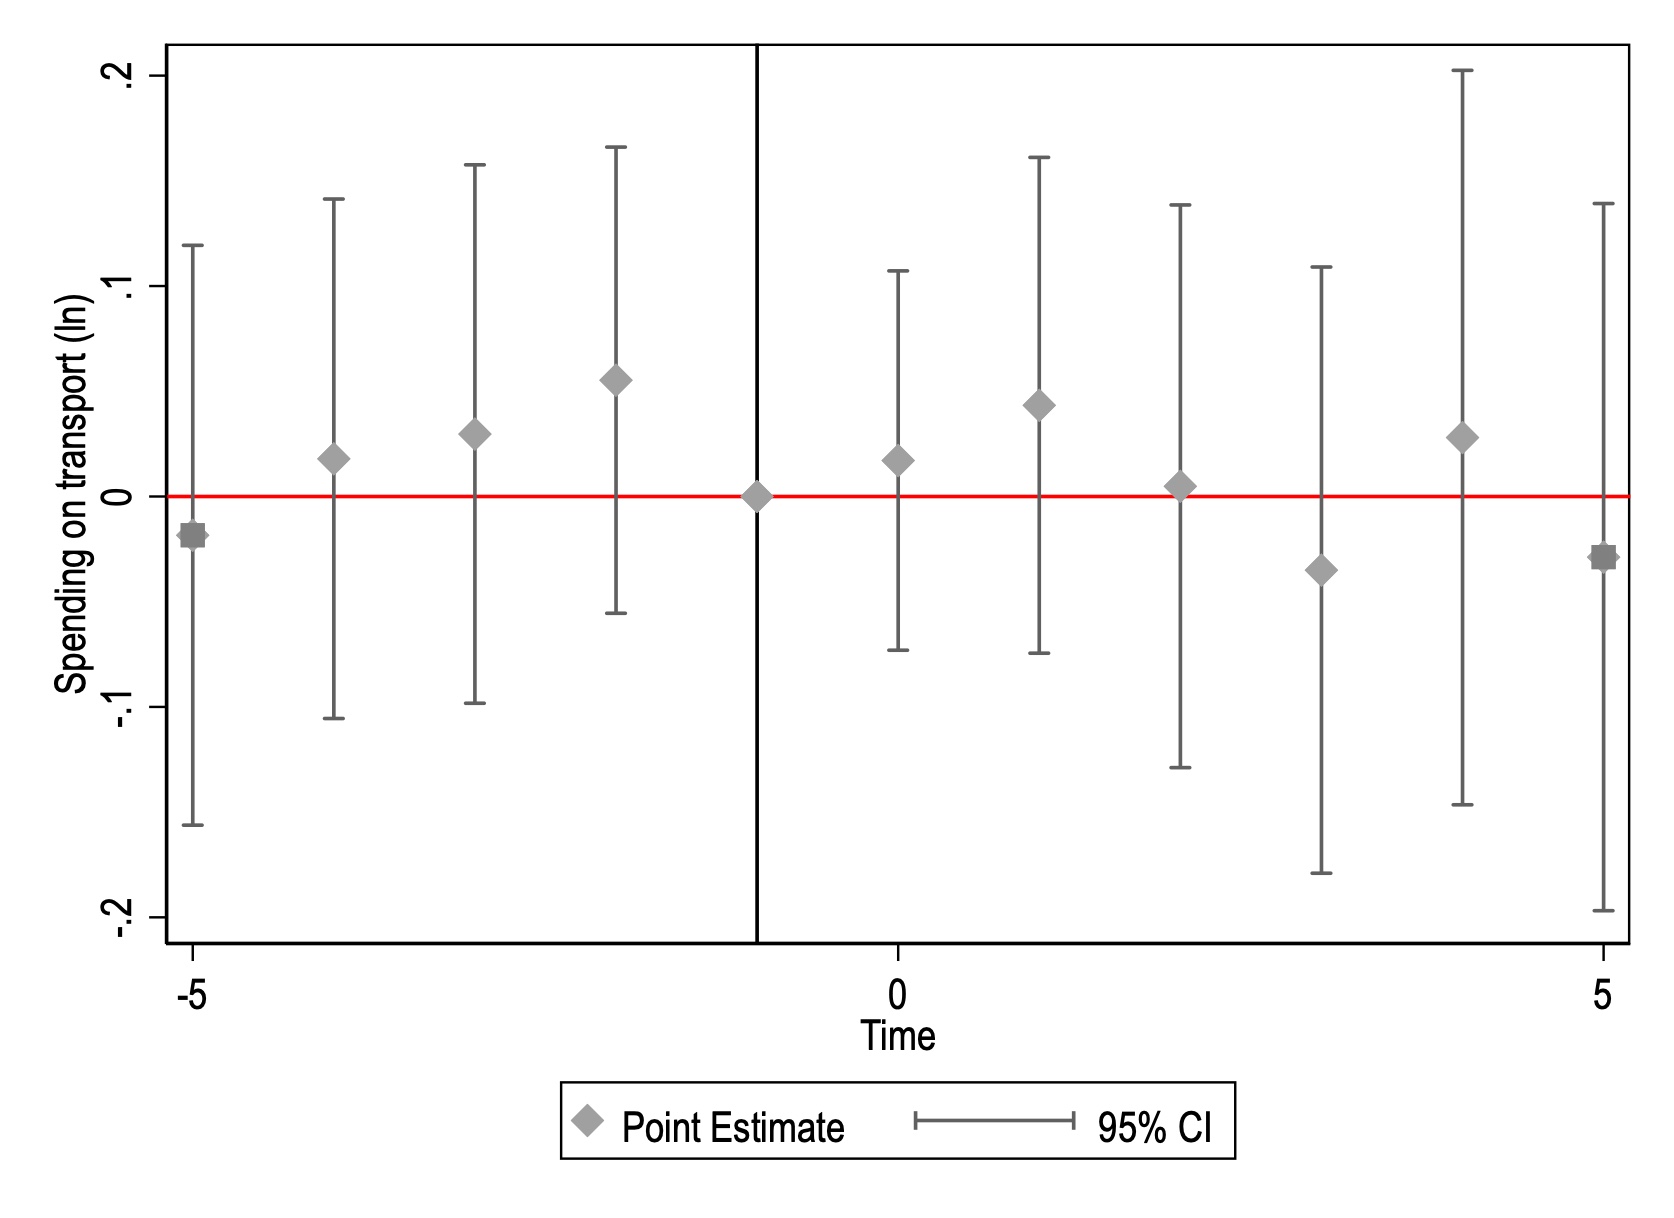 Spending on transport (ln)
.2
.1
0
-.1
-.2
-5
0
5
Time
Point Estimate
95% CI